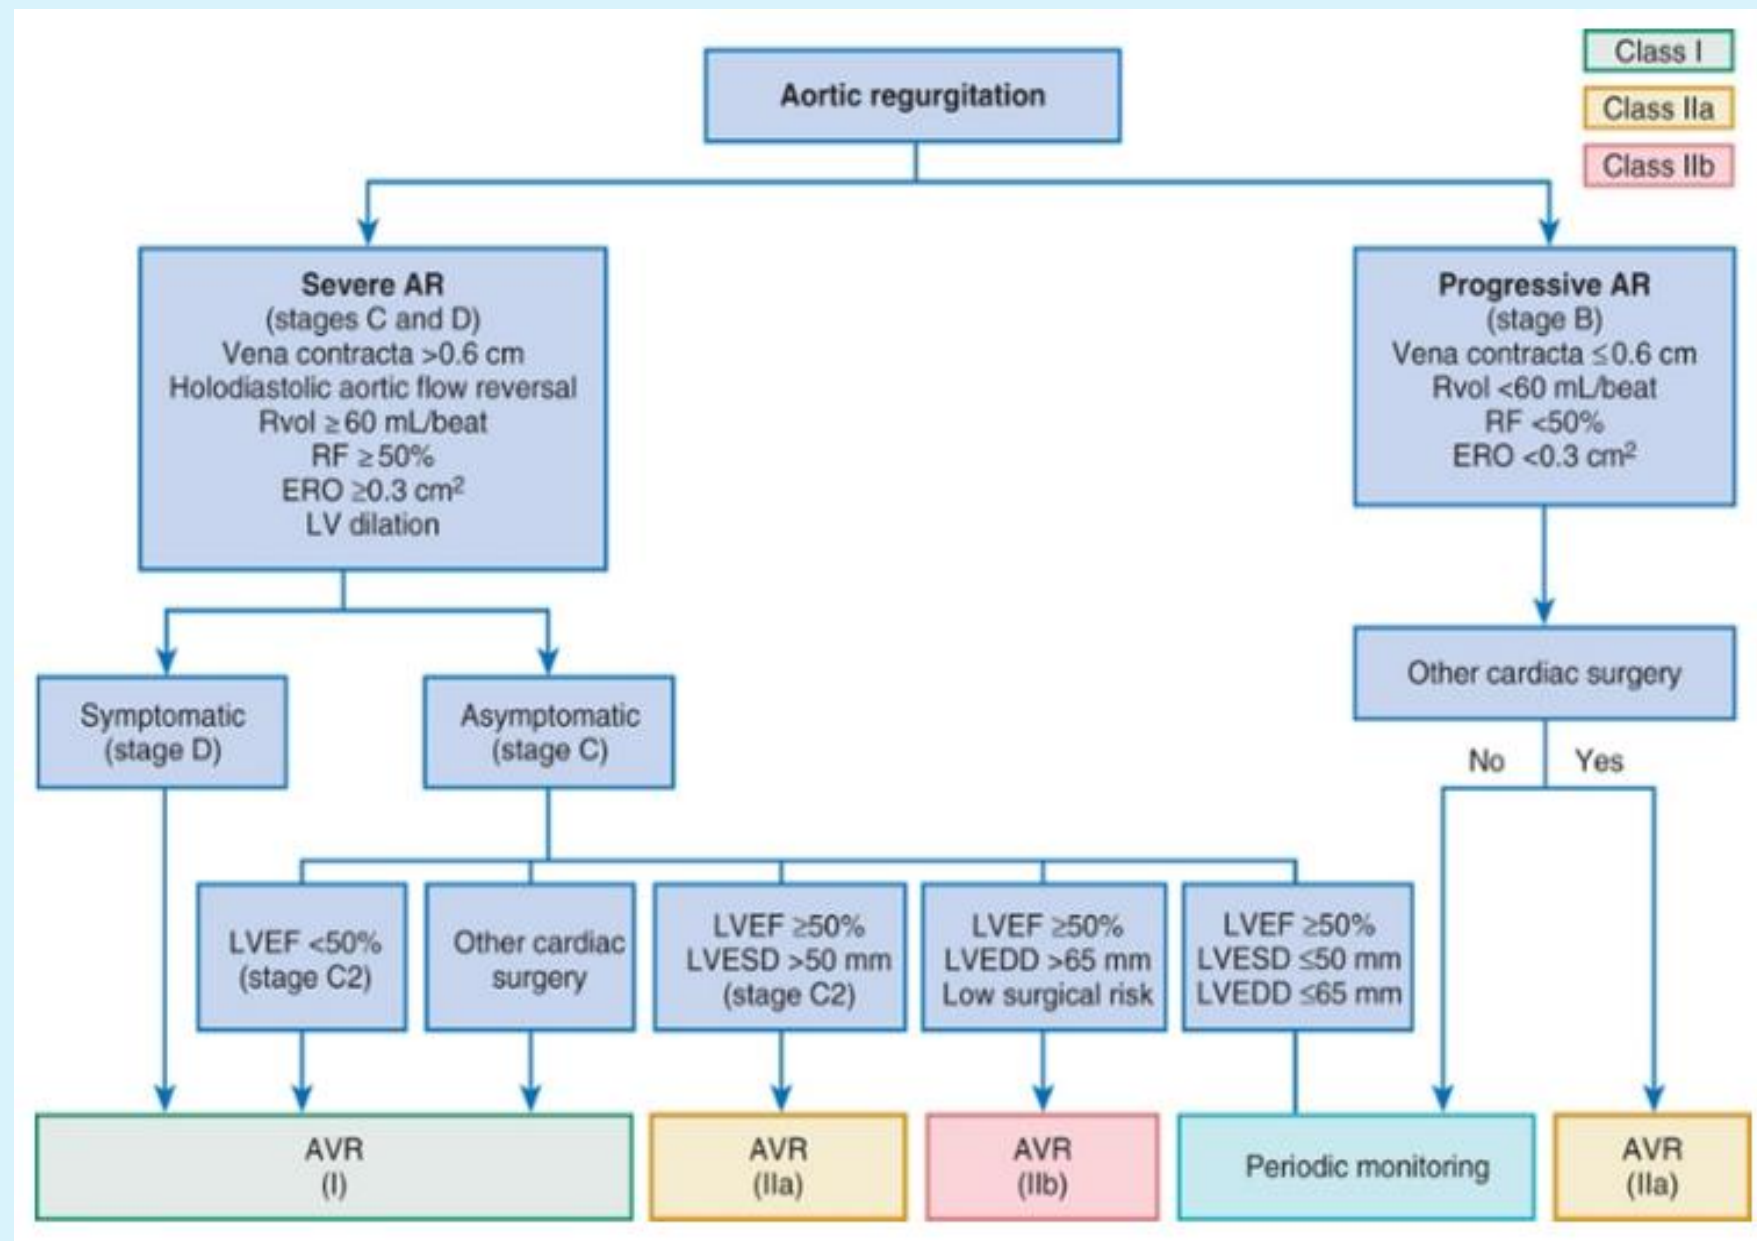 Aortic regurgitation
Class I
Class IIa
Class IIb
Severe AR
(stages C and D)
Vena contracta >0.6 cm
Holodiastolic aortic flow reversal
Rvol ≥60 mL/beat
RF ≥50%
ERO ≥0.3 cm²
LV dilation
Progressive AR
(stage B)
Vena contracta ≤0.6 cm
Rvol <60 mL/beat
RF <50%
ERO <0.3 cm²
Symptomatic
(stage D)
Asymptomatic
(stage C)
Other cardiac surgery
No
Yes
LVEF <50%
(stage C2)
Other cardiac
surgery
LVEF ≥50%
LVESD >50 mm
(stage C2)
LVEF ≥50%
LVEDD >65 mm
Low surgical risk
LVEF ≥50%
LVESD ≤50 mm
LVEDD ≤65 mm
AVR
(I)
AVR
(IIa)
AVR
(IIb)
Periodic monitoring
AVR
(IIa)